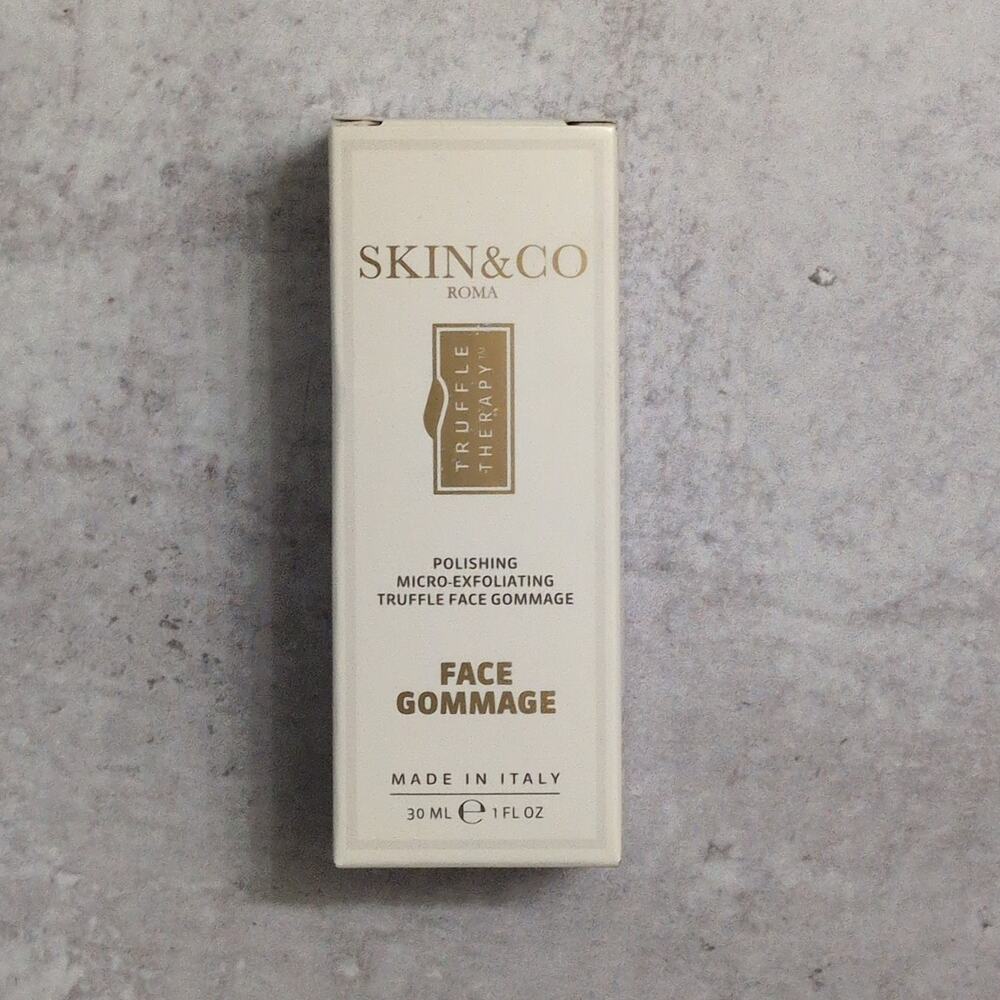 SKIN&CO
ROMA
TRUFFLE
THERAPY™
POLISHING
MICRO-EXFOLIATING
TRUFFLE FACE GOMMAGE
FACE
GOMMAGE
MADE IN ITALY
30 ML ℮ 1 FL OZ